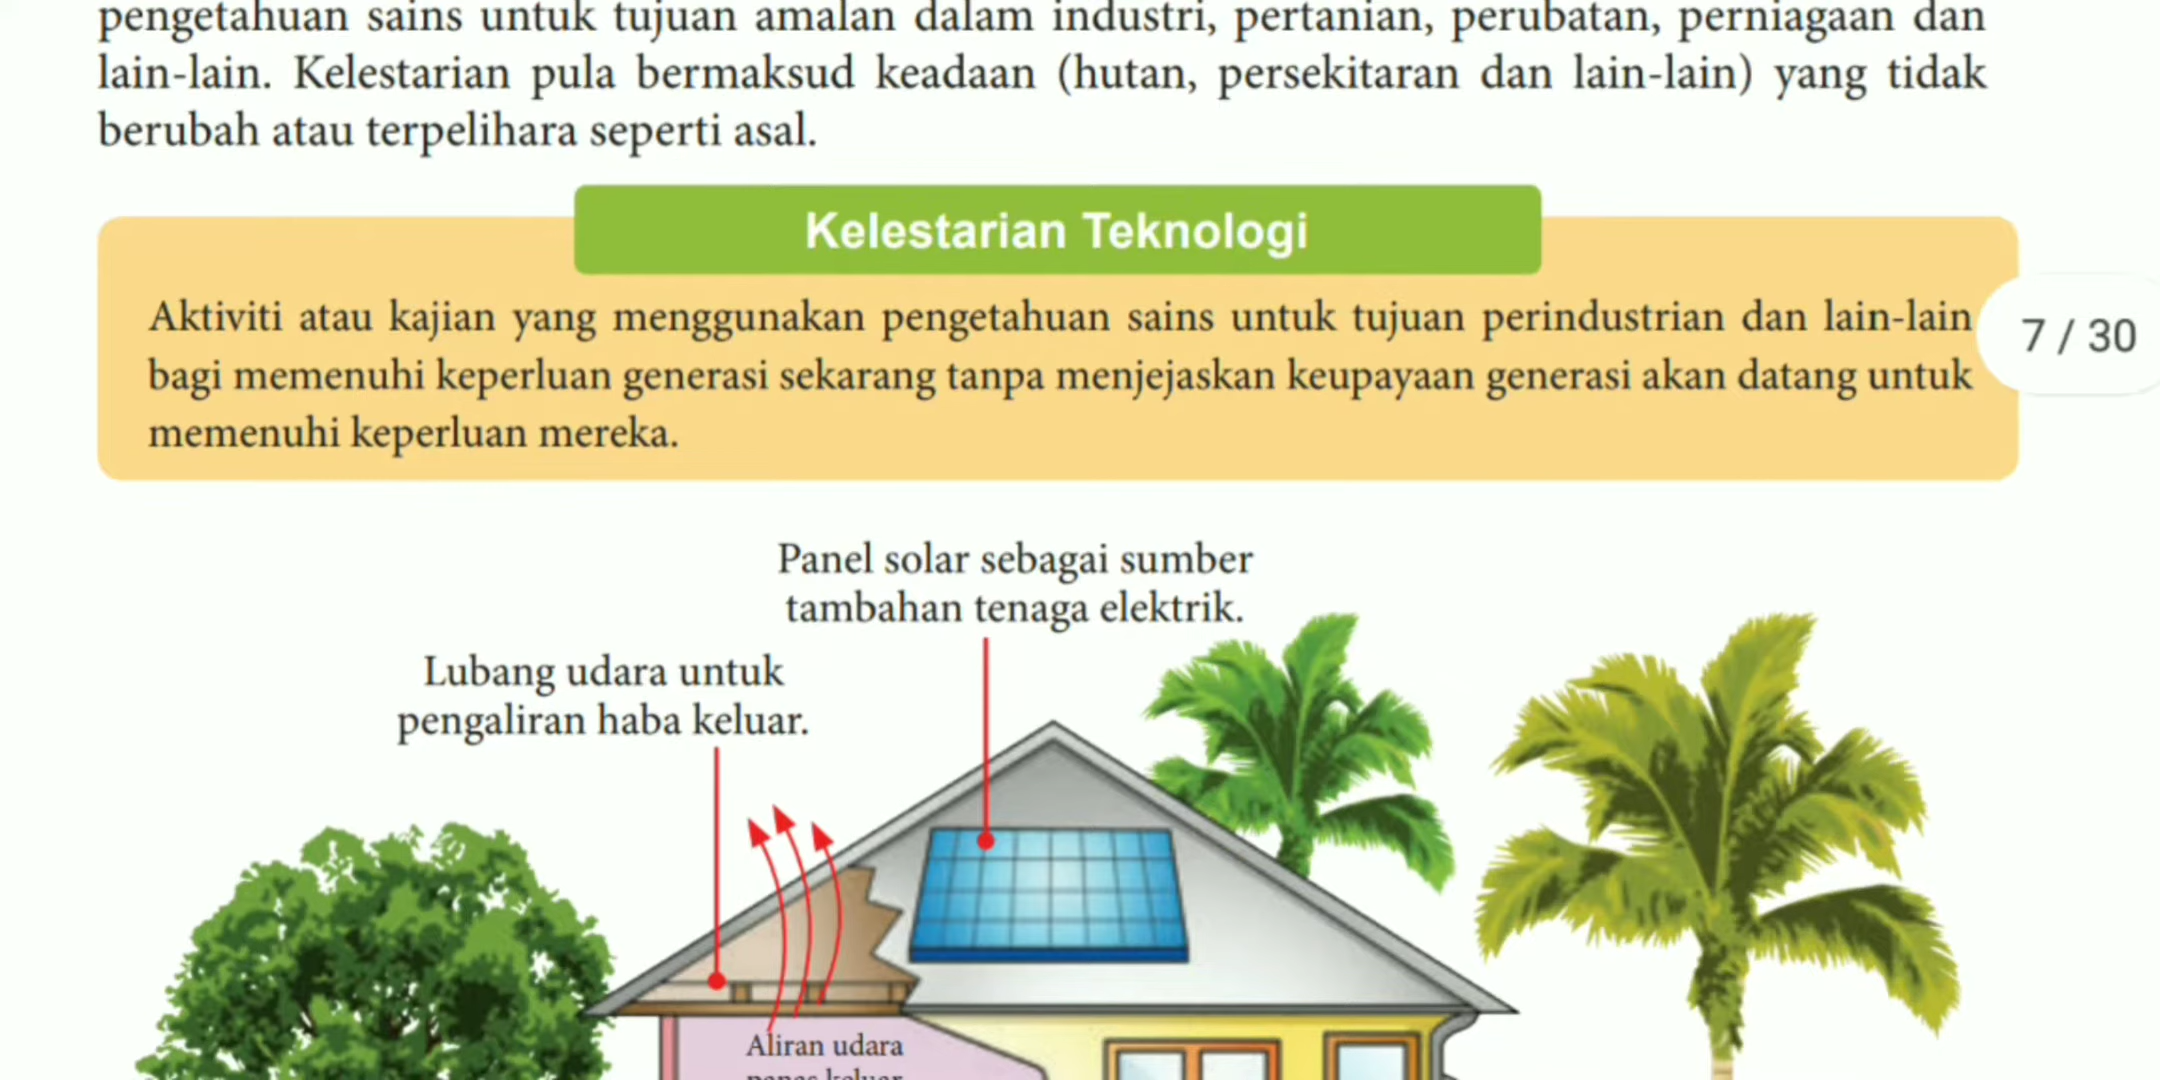 pengetahuan sains untuk tujuan amalan dalam industri, pertanian, perubatan, perniagaan dan
lain-lain. Kelestarian pula bermaksud keadaan (hutan, persekitaran dan lain-lain) yang tidak
berubah atau terpelihara seperti asal.
Kelestarian Teknologi
Aktiviti atau kajian yang menggunakan pengetahuan sains untuk tujuan perindustrian dan lain-lain
bagi memenuhi keperluan generasi sekarang tanpa menjejaskan keupayaan generasi akan datang untuk
memenuhi keperluan mereka.
7 / 30
Panel solar sebagai sumber
tambahan tenaga elektrik.
Lubang udara untuk
pengaliran haba keluar.
Aliran udara
panas keluar